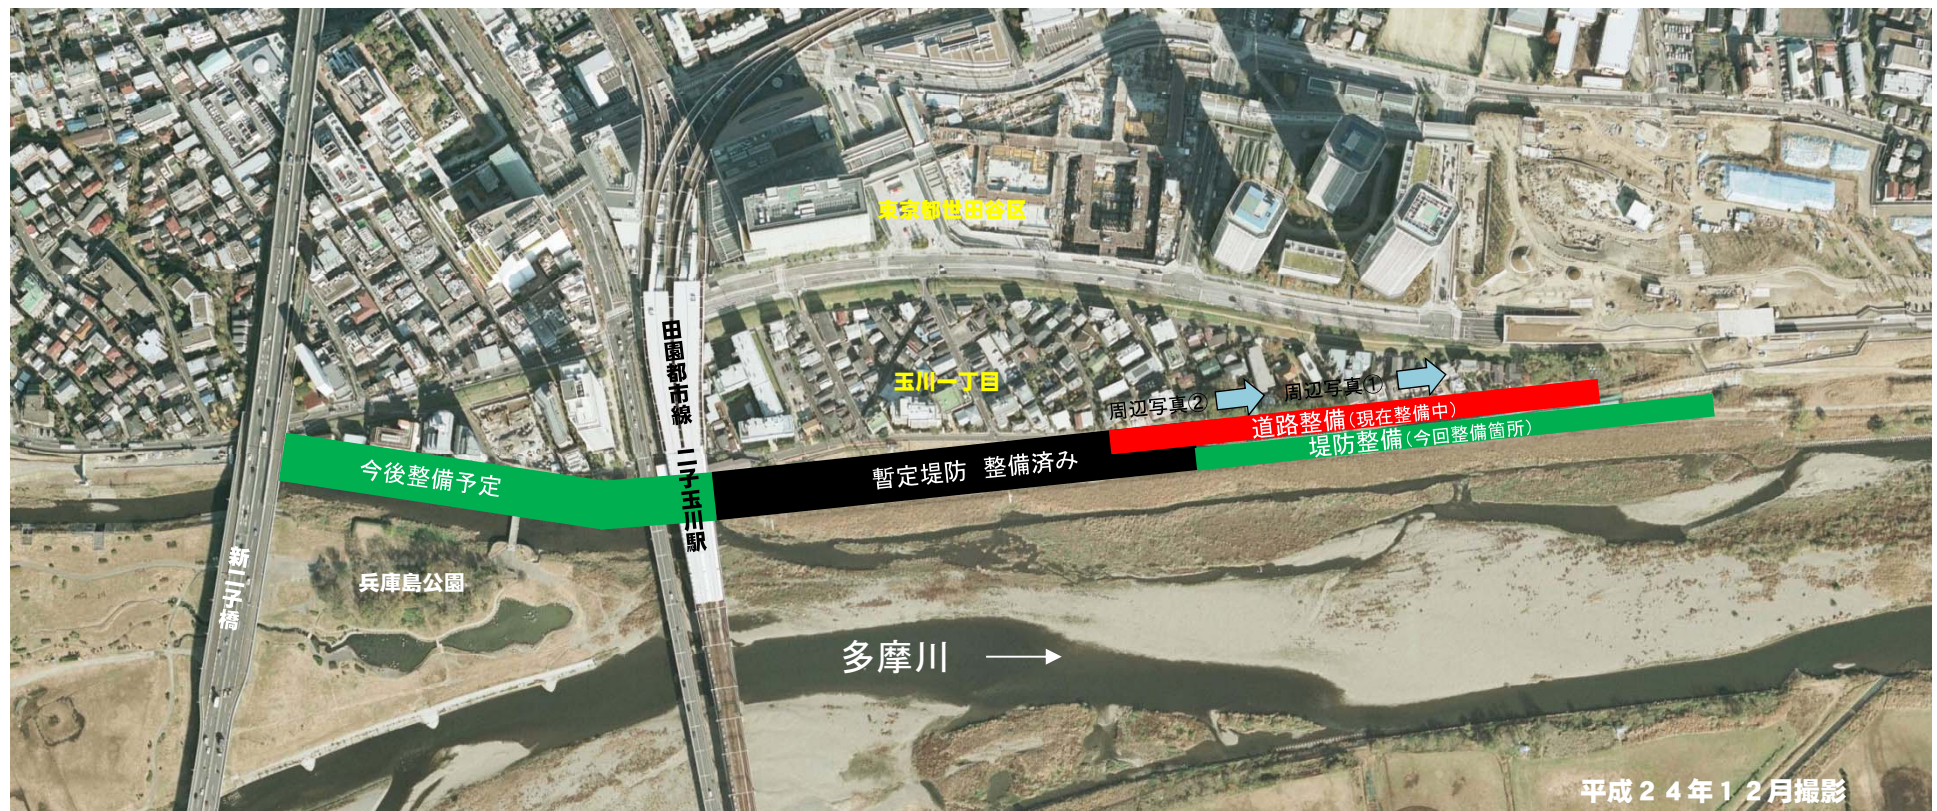 東京都世田谷区
田園都市線 二子玉川駅
玉川一丁目
周辺写真②
周辺写真①
道路整備(現在整備中)
堤防整備(今回整備箇所)
暫定堤防 整備済み
今後整備予定
新二子橋
兵庫島公園
多摩川
平成24年12月撮影